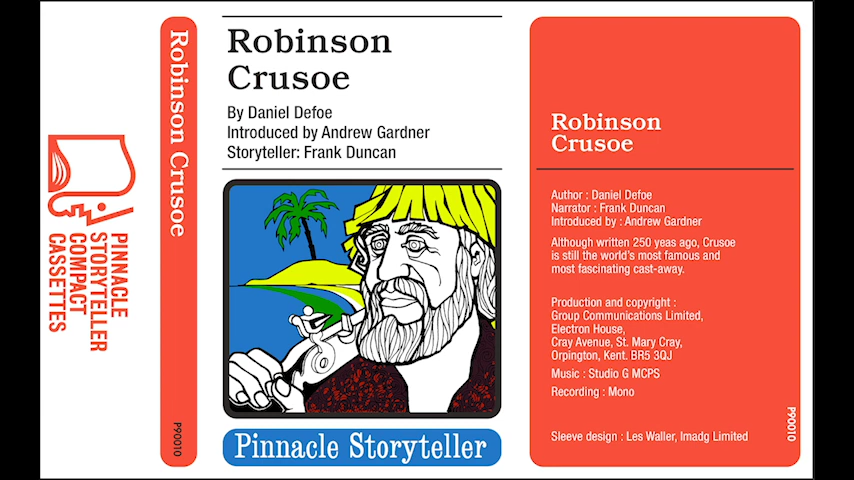 PINNACLE
STORYTELLER
COMPACT
CASSETTES
Robinson Crusoe
P90010
Robinson
Crusoe
By Daniel Defoe
Introduced by Andrew Gardner
Storyteller: Frank Duncan
Pinnacle Storyteller
Robinson
Crusoe
Author : Daniel Defoe
Narrator : Frank Duncan
Introduced by : Andrew Gardner
Although written 250 yeas ago, Crusoe
is still the world's most famous and
most fascinating cast-away.
Production and copyright :
Group Communications Limited,
Electron House,
Cray Avenue, St. Mary Cray,
Orpington, Kent. BR5 3QJ
Music : Studio G MCPS
Recording : Mono
Sleeve design : Les Waller, Imadg Limited
P90010